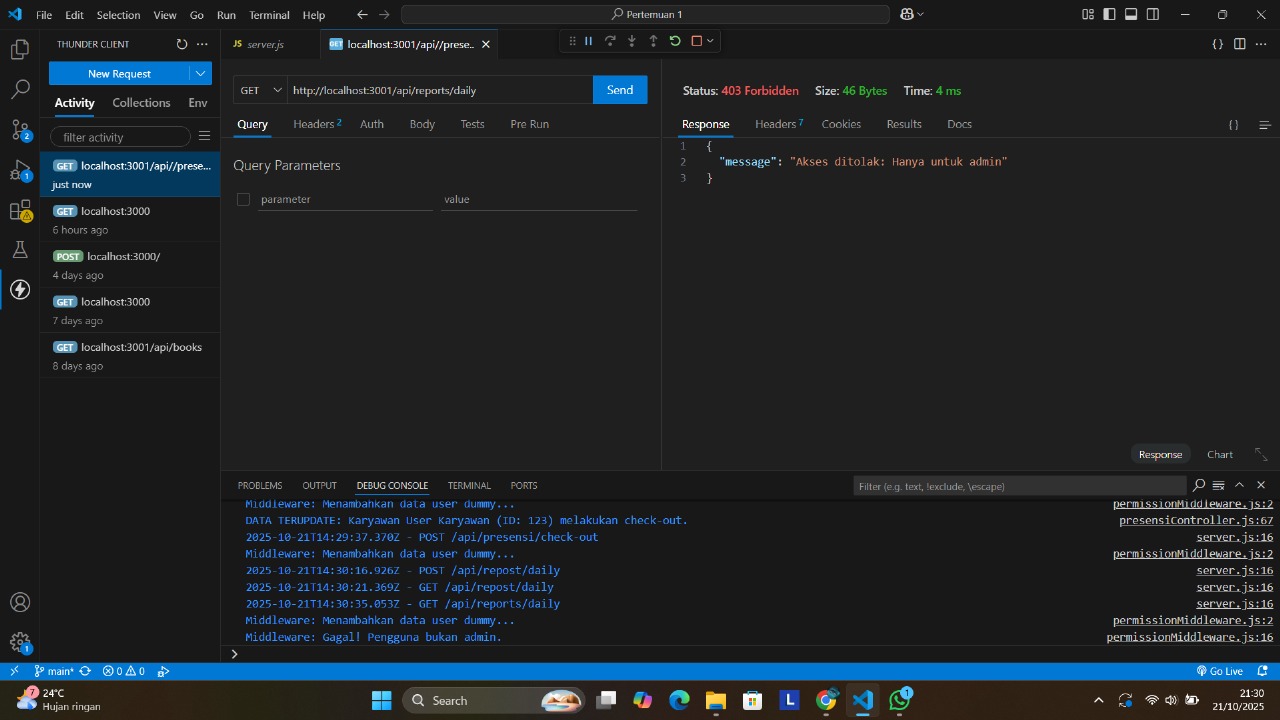 File Edit Selection View Go Run Terminal Help Pertemuan 1
THUNDER CLIENT
New Request
Activity Collections Env
filter activity
GET localhost:3001/api//prese...
just now
GET localhost:3000
6 hours ago
POST localhost:3000/
4 days ago
GET localhost:3000
7 days ago
GET localhost:3001/api/books
8 days ago
JS server.js GET localhost:3001/api//prese..
GET http://localhost:3001/api/reports/daily Send
Query Headers 2 Auth Body Tests Pre Run
Query Parameters
parameter value
Status: 403 Forbidden Size: 46 Bytes Time: 4 ms
Response Headers 7 Cookies Results Docs
1 {
2 "message": "Akses ditolak: Hanya untuk admin"
3 }
Response Chart
PROBLEMS OUTPUT DEBUG CONSOLE TERMINAL PORTS Filter (e.g. text, !exclude, \escape)
Middleware: Menambahkan data user dummy... permissionMiddleware.js:2
DATA TERUPDATE: Karyawan User Karyawan (ID: 123) melakukan check-out. presensiController.js:67
2025-10-21T14:29:37.370Z - POST /api/presensi/check-out server.js:16
Middleware: Menambahkan data user dummy... permissionMiddleware.js:2
2025-10-21T14:30:16.926Z - POST /api/repost/daily server.js:16
2025-10-21T14:30:21.369Z - GET /api/repost/daily server.js:16
2025-10-21T14:30:35.053Z - GET /api/reports/daily server.js:16
Middleware: Menambahkan data user dummy... permissionMiddleware.js:2
Middleware: Gagal! Pengguna bukan admin. permissionMiddleware.js:16
2
1
1
main* 0 0 Go Live
7
24°C
Hujan ringan
Search
L
1
21:30
21/10/2025